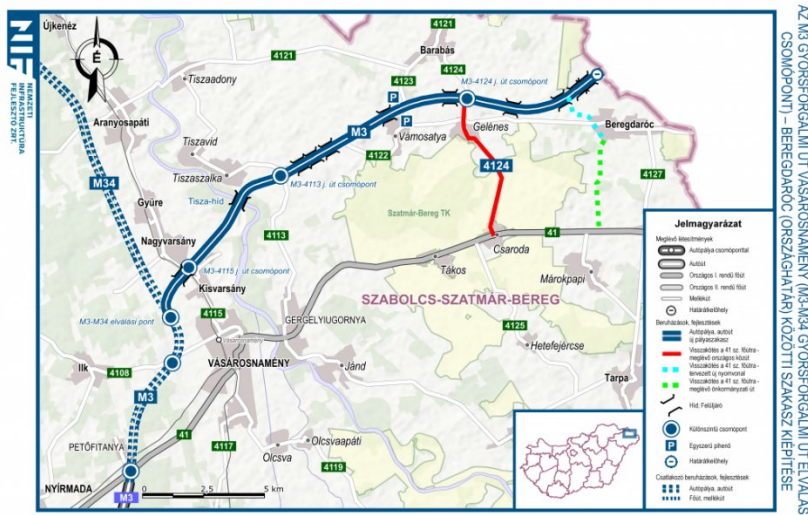 AZ M3 GYORSFORGALMI ÚT VÁSÁROSNAMÉNY (M3-M34 GYORSFORGALMI ÚT ELVÁLÁSI
CSOMÓPONT) – BEREGDARÓC (ORSZÁGHATÁR) KÖZÖTTI SZAKASZ KIÉPÍTÉSE
NIF
NEMZETI
INFRASTRUKTÚRA
FEJLESZTŐ ZRT.
É
Újkenéz
4121
Barabás
4121
Tiszaadony
4124
M3-4124 j. út csomópont
4123
P
Aranyosapáti
M3
P
Gelénes
Beregdaróc
Vámosatya
Tiszavid
4122
4124
Tiszaszalka
M3-4113 j. út csomópont
4127
M34
Tisza-híd
Gyüre
Szatmár-Bereg TK
4113
41
Nagyvarsány
Csaroda
M3-4115 j. út csomópont
Tákos
Márokpapi
Kisvarsány
SZABOLCS-SZATMÁR-BEREG
M3-M34 elválási pont
4115
GERGELYIUGORNYA
4125
Vásárosnamény
Hetefejércse
VÁSÁROSNAMÉNY
Ilk
4108
Jánd
Tarpa
M3
PETŐFITANYA
41
4117
Olcsvaapáti
Olcsva
4119
NYÍRMADA
M3
0
2,5
5 km
Jelmagyarázat
Meglévő létesítmények
Autópálya csomóponttal
Autóút
Országos I. rendű főút
Országos II. rendű főút
Mellékút
Határátkelőhely
Beruházások, fejlesztések
Autópálya, autóút
új pályaszakasz
Visszakötés a 41 sz. főútra -
meglévő országos közút
Visszakötés a 41 sz. főútra -
tervezett új nyomvonal
Visszakötés a 41 sz. főútra -
meglévő önkormányzati út
Híd, Felüljáró
Különszintű csomópont
P
Egyszerű pihenő
Határátkelőhely
Csatlakozó beruházások, fejlesztések
Autópálya, autóút
Főút, mellékút